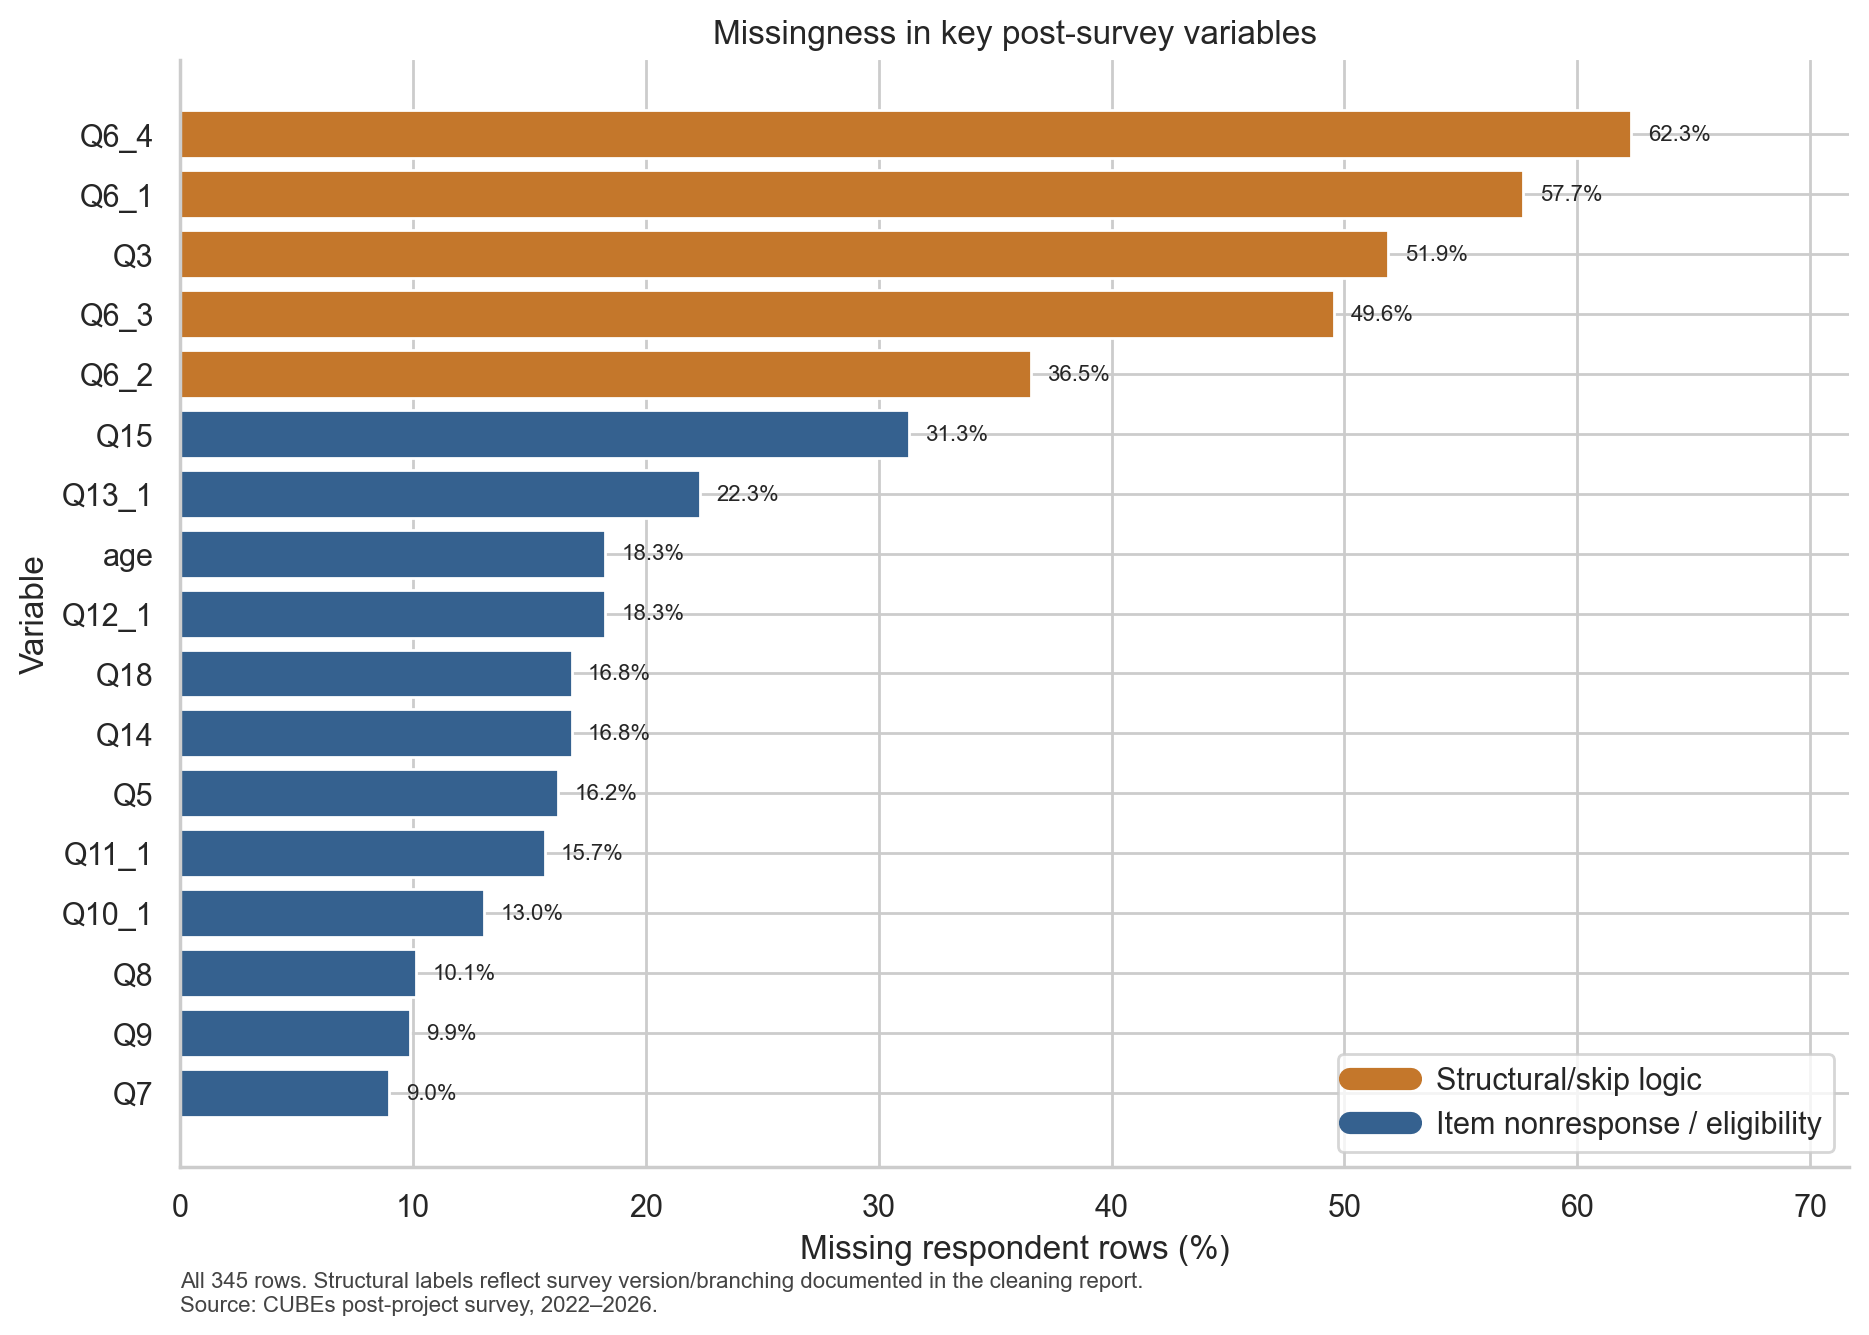 Missingness in key post-survey variables
Q6_4 62.3%
Q6_1 57.7%
Q3 51.9%
Q6_3 49.6%
Q6_2 36.5%
Q15 31.3%
Q13_1 22.3%
age 18.3%
Q12_1 18.3%
Q18 16.8%
Q14 16.8%
Q5 16.2%
Q11_1 15.7%
Q10_1 13.0%
Q8 10.1%
Q9 9.9%
Q7 9.0%
Variable
Structural/skip logic
Item nonresponse / eligibility
0 10 20 30 40 50 60 70
Missing respondent rows (%)
All 345 rows. Structural labels reflect survey version/branching documented in the cleaning report.
Source: CUBEs post-project survey, 2022–2026.